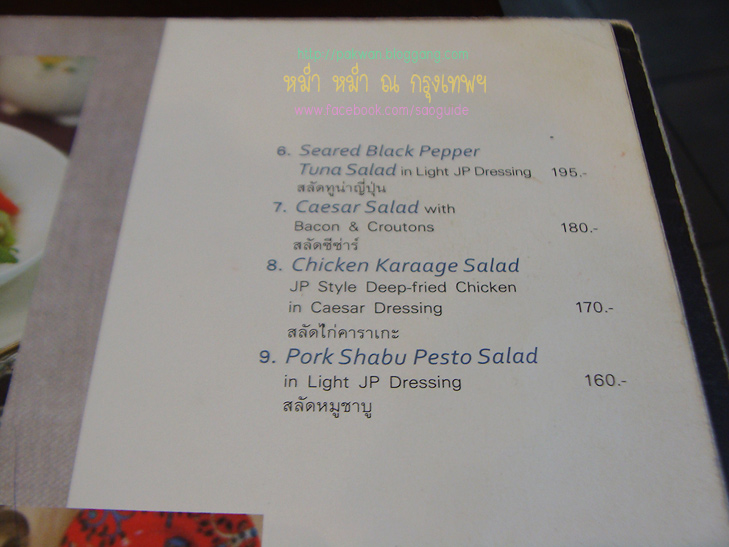 http://pakwan.bloggang.com
หม่ำ หม่ำ ณ กรุงเทพฯ
www.facebook.com/saoguide
6. Seared Black Pepper
Tuna Salad in Light JP Dressing 195.-
สลัดทูน่าญี่ปุ่น
7. Caesar Salad with
Bacon & Croutons 180.-
สลัดซีซ่าร์
8. Chicken Karaage Salad
JP Style Deep-fried Chicken
in Caesar Dressing 170.-
สลัดไก่คาราเกะ
9. Pork Shabu Pesto Salad
in Light JP Dressing 160.-
สลัดหมูชาบู